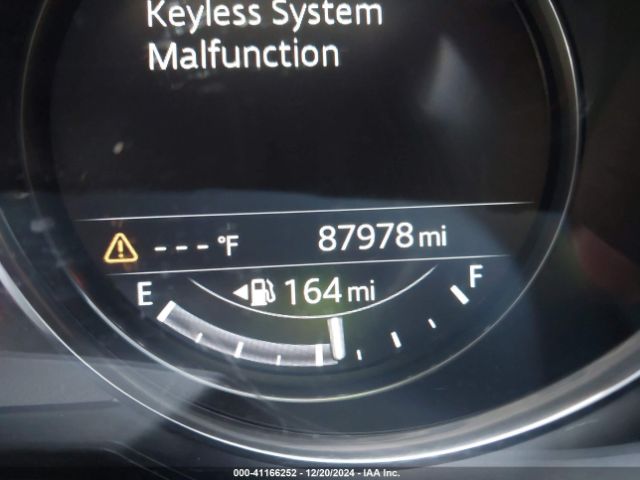 Keyless System
Malfunction
--- °F 87978 mi
E 164 mi F
000-41166252 - 12/20/2024 - IAA Inc.